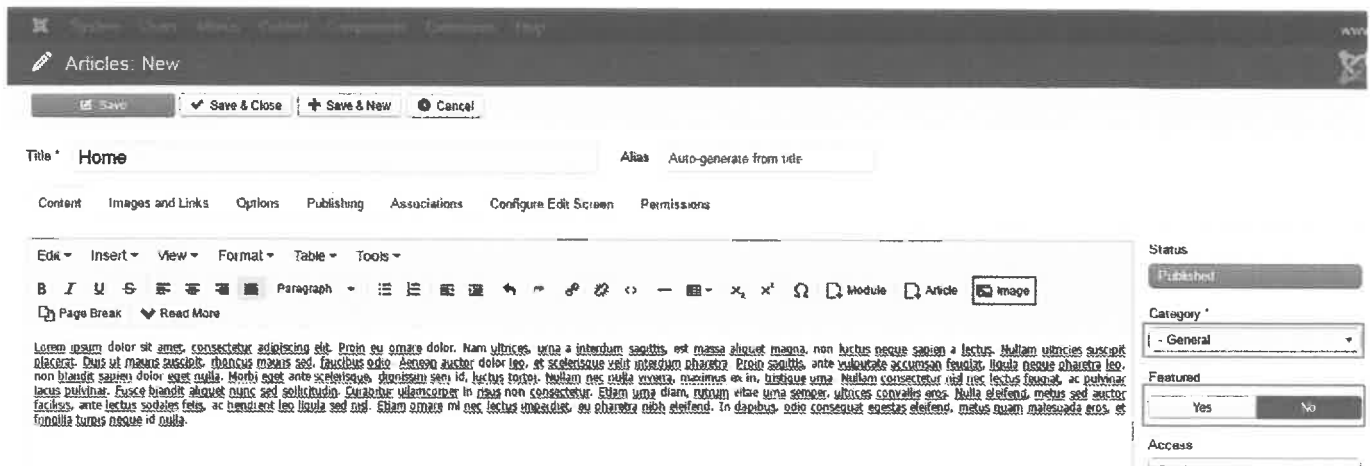 System Users Menus Content Components Extensions Help
Articles: New
Save Save & Close Save & New Cancel
Title * Home Alias Auto-generate from title
Content Images and Links Options Publishing Associations Configure Edit Screen Permissions
Edit Insert View Format Table Tools
B I U S Paragraph Module Article Image
Page Break Read More
Status
Published
Category *
- General
Featured
Yes No
Access
Lorem ipsum dolor sit amet, consectetur adipiscing elit. Proin eu ornare dolor. Nam ultrices, urna a interdum sagittis, est massa aliquet magna, non luctus neque sapien a lectus. Nullam ultricies suscipit
placerat. Duis ut mauris suscipit, rhoncus mauris sed, faucibus odio. Aenean auctor dolor leo, et scelerisque velit interdum pharetra. Proin sagittis, ante vulputate accumsan feugiat, ligula neque pharetra leo,
non blandit sapien dolor eget nulla. Morbi eget ante scelerisque, dignissim sem id, luctus tortor. Nullam nec nulla viverra, maximus ex in, tristique urna. Nullam consectetur nisl nec lectus feugiat, ac pulvinar
lacus pulvinar. Fusce blandit aliquet nunc sed sollicitudin. Curabitur ullamcorper in risus non consectetur. Etiam urna diam, rutrum vitae urna semper, ultrices convallis eros. Nulla eleifend, metus sed auctor
facilisis, ante lectus sodales felis, ac hendrerit leo ligula sed nisl. Etiam ornare mi nec lectus imperdiet, eu pharetra nibh eleifend. In dapibus, odio consequat egestas eleifend, metus quam malesuada eros, et
fringilla turpis neque id nulla.